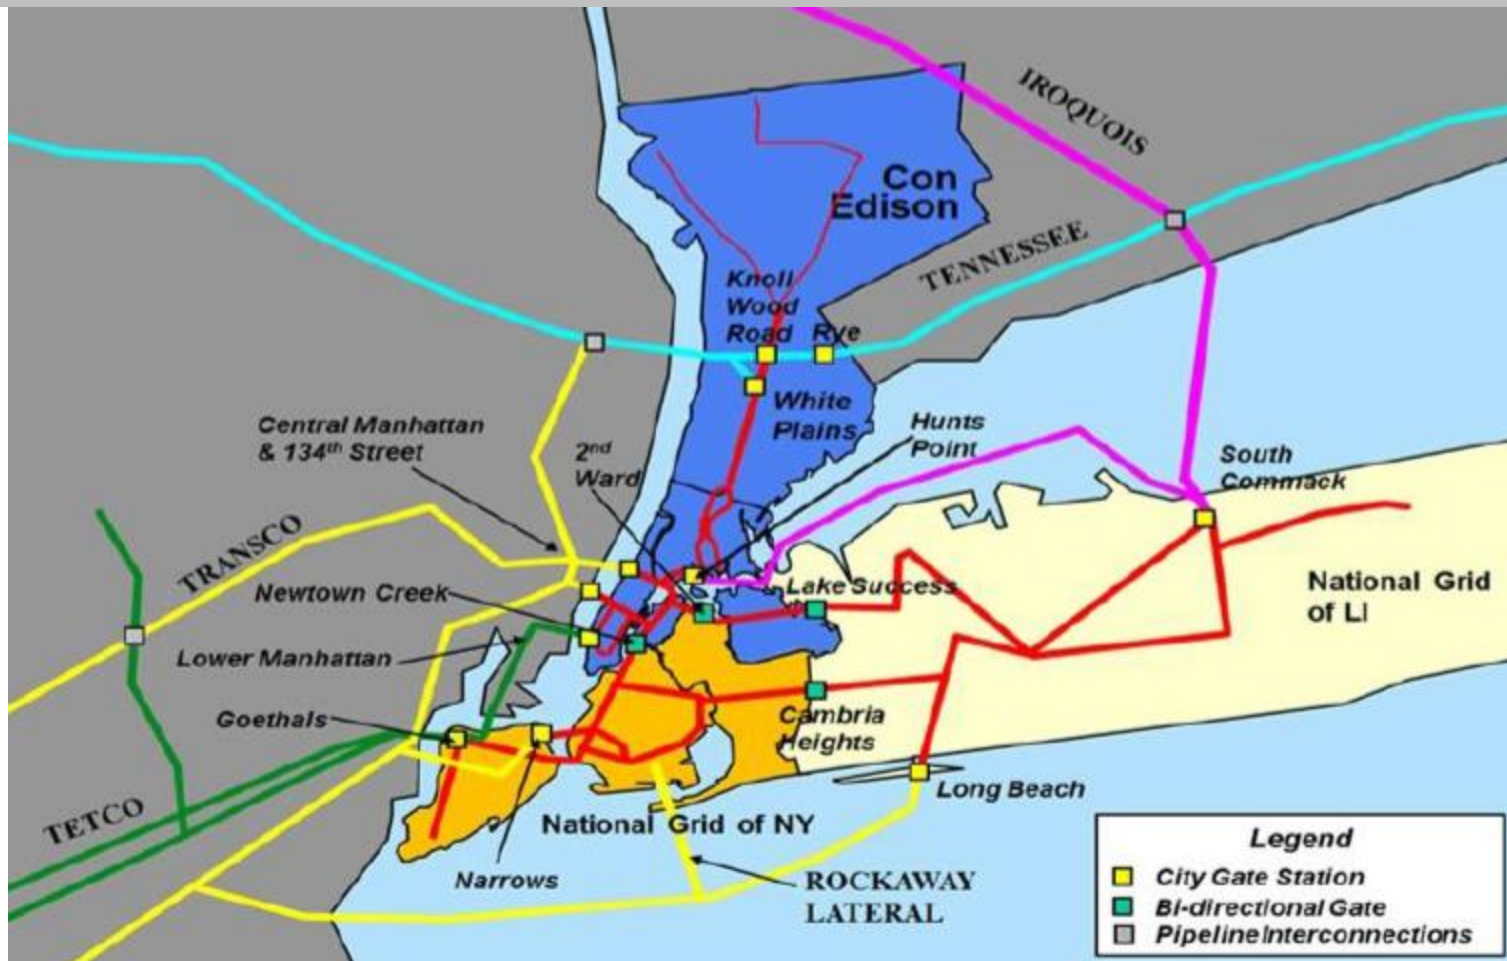 IROQUOIS
Con
Edison
TENNESSEE
Knoll
Wood
Road
Rye
White
Plains
Central Manhattan
& 134th Street
2nd
Ward
Hunts
Point
South
Commack
TRANSCO
Newtown Creek
Lake Success
National Grid
of LI
Lower Manhattan
Goethals
Cambria
Heights
Long Beach
TETCO
National Grid of NY
Narrows
ROCKAWAY
LATERAL
Legend
City Gate Station
Bi-directional Gate
Pipeline Interconnections